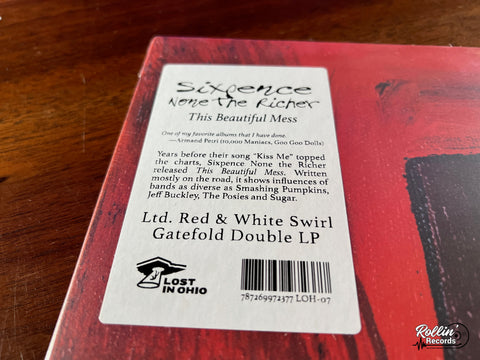 Sixpence
None The Richer
This Beautiful Mess
One of my favorite albums that I have done.
—Armand Petri (10,000 Maniacs, Goo Goo Dolls)
Years before their song “Kiss Me” topped
the charts, Sixpence None the Richer
released This Beautiful Mess. Written
mostly on the road, it shows influences of
bands as diverse as Smashing Pumpkins,
Jeff Buckley, The Posies and Sugar.
Ltd. Red & White Swirl
Gatefold Double LP
LOST
IN OHIO
787269972377 LOH-07
Rollin'
Records